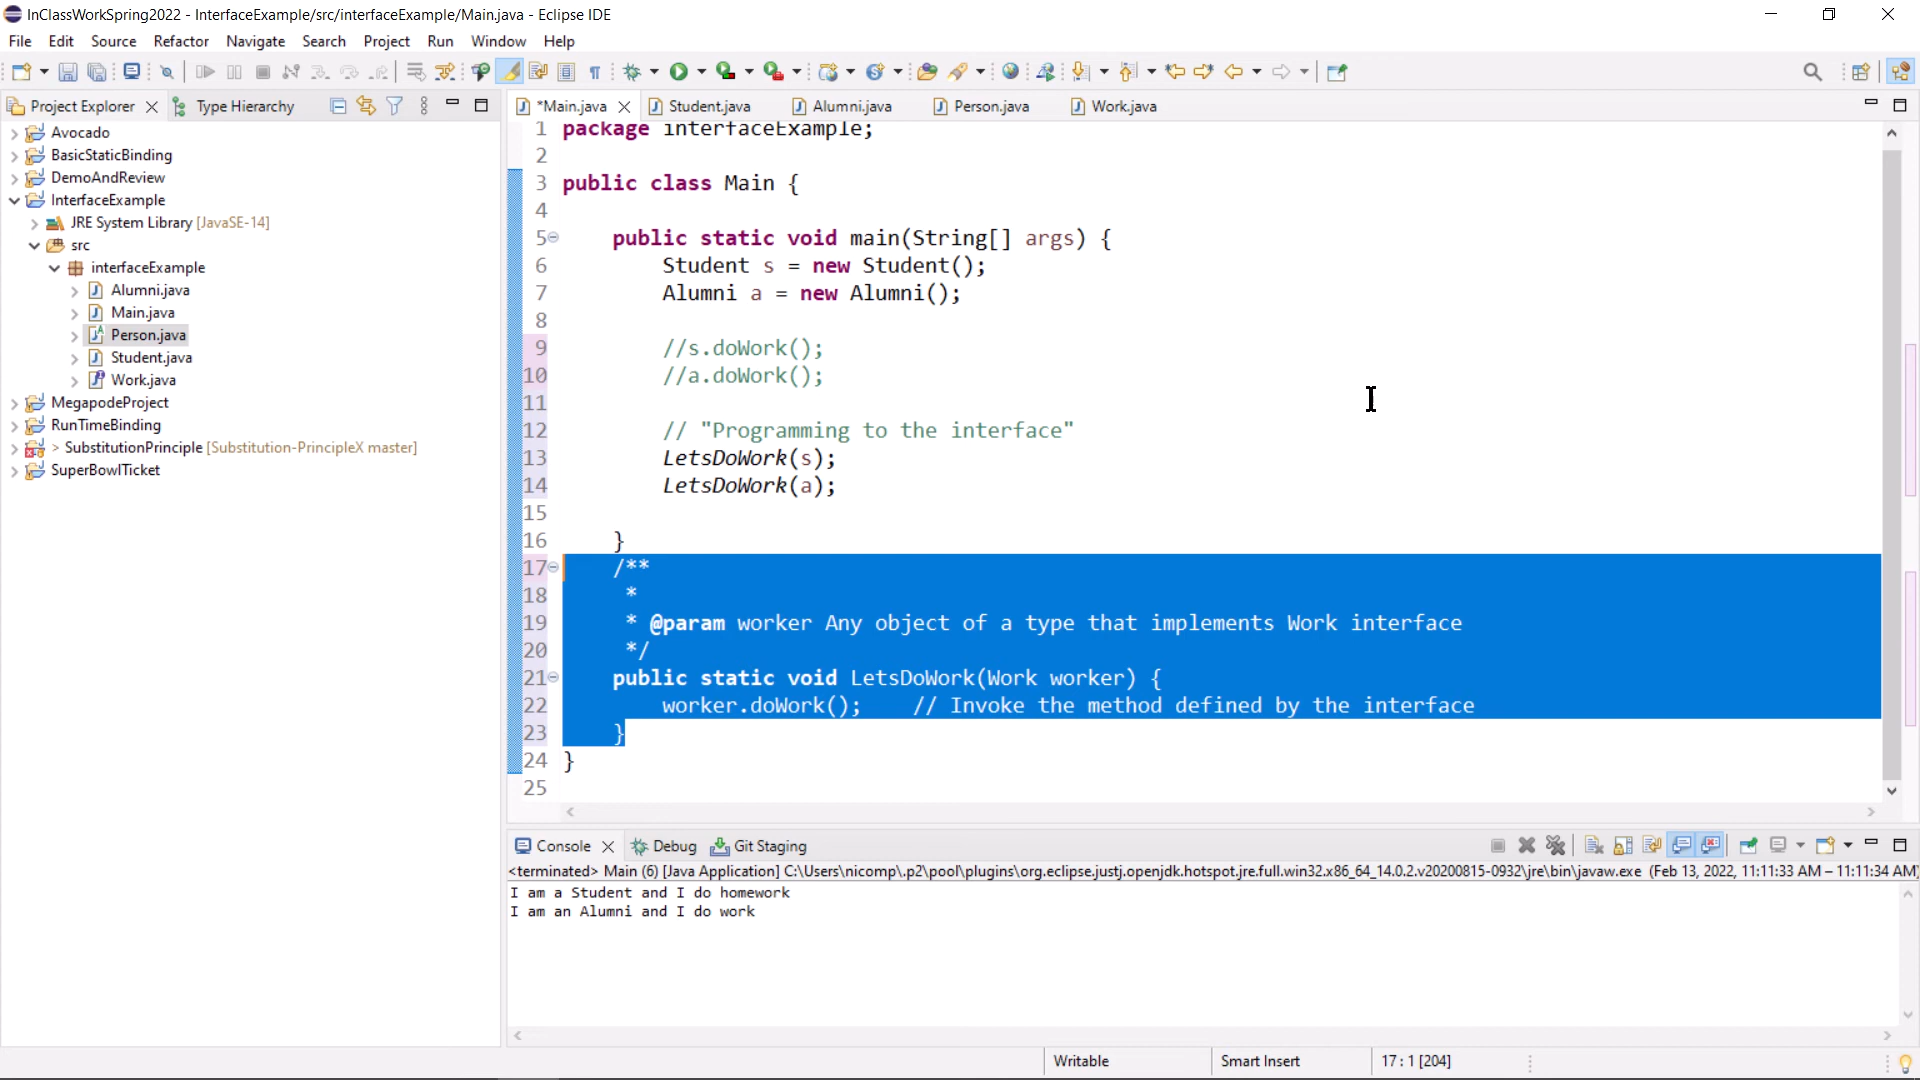 InClassWorkSpring2022 - InterfaceExample/src/interfaceExample/Main.java - Eclipse IDE
File Edit Source Refactor Navigate Search Project Run Window Help
Project Explorer Type Hierarchy
Avocado
BasicStaticBinding
DemoAndReview
InterfaceExample
JRE System Library [JavaSE-14]
src
interfaceExample
Alumni.java
Main.java
Person.java
Student.java
Work.java
MegapodeProject
RunTimeBinding
> SubstitutionPrinciple [Substitution-PrincipleX master]
SuperBowlTicket
*Main.java Student.java Alumni.java Person.java Work.java
1 package interfaceExample;
2
3 public class Main {
4
5 public static void main(String[] args) {
6 Student s = new Student();
7 Alumni a = new Alumni();
8
9 //s.doWork();
10 //a.doWork();
11
12 // "Programming to the interface"
13 LetsDoWork(s);
14 LetsDoWork(a);
15
16 }
17 /**
18 *
19 * @param worker Any object of a type that implements Work interface
20 */
21 public static void LetsDoWork(Work worker) {
22 worker.doWork(); // Invoke the method defined by the interface
23 }
24 }
25
Console Debug Git Staging
<terminated> Main (6) [Java Application] C:\Users\nicomp\.p2\pool\plugins\org.eclipse.justj.openjdk.hotspot.jre.full.win32.x86_64_14.0.2.v20200815-0932\jre\bin\javaw.exe (Feb 13, 2022, 11:11:33 AM – 11:11:34 AM)
I am a Student and I do homework
I am an Alumni and I do work
Writable Smart Insert 17 : 1 [204]